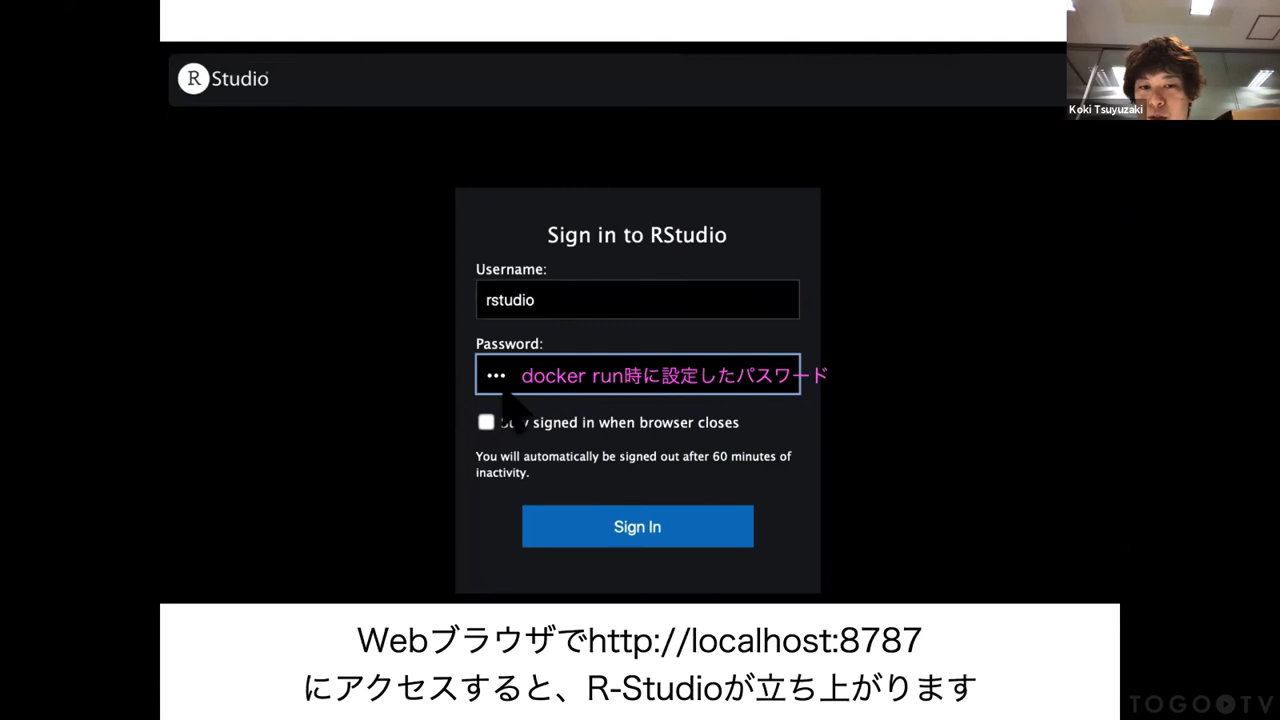 R Studio
Koki Tsuyuzaki
Sign in to RStudio
Username:
rstudio
Password:
••• docker run時に設定したパスワード
signed in when browser closes
You will automatically be signed out after 60 minutes of
inactivity.
Sign In
Webブラウザでhttp://localhost:8787
にアクセスすると、R-Studioが立ち上がります
TOGOTV